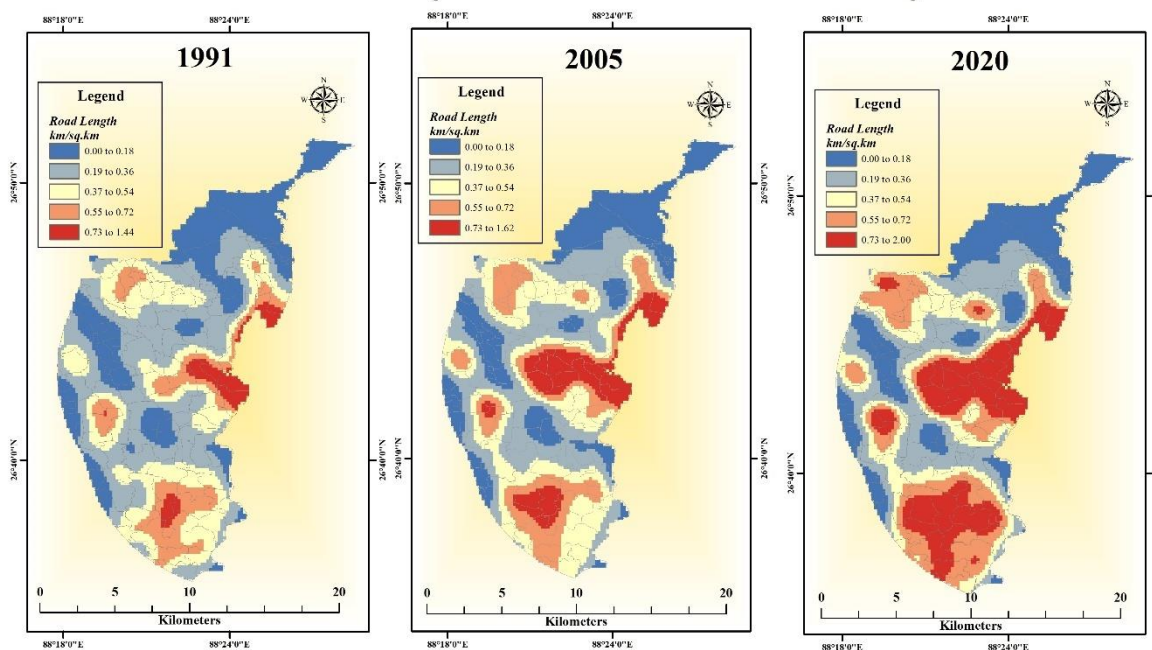 88°18'0"E 88°24'0"E
1991
Legend
Road Length
km/sq.km
0.00 to 0.18
0.19 to 0.36
0.37 to 0.54
0.55 to 0.72
0.73 to 1.44
N
W E
S
26°50'0"N
26°40'0"N
0 5 10 20
Kilometers
88°18'0"E 88°24'0"E
88°18'0"E 88°24'0"E
2005
Legend
Road Length
km/sq.km
0.00 to 0.18
0.19 to 0.36
0.37 to 0.54
0.55 to 0.72
0.73 to 1.62
N
W E
S
26°50'0"N 26°50'0"N
26°40'0"N 26°40'0"N
0 5 10 20
Kilometers
88°18'0"E 88°24'0"E
88°18'0"E 88°24'0"E
2020
Legend
Road Length
km/sq.km
0.00 to 0.18
0.19 to 0.36
0.37 to 0.54
0.55 to 0.72
0.73 to 2.00
N
W E
S
26°50'0"N
26°40'0"N
0 5 10 20
Kilometers
88°18'0"E 88°24'0"E